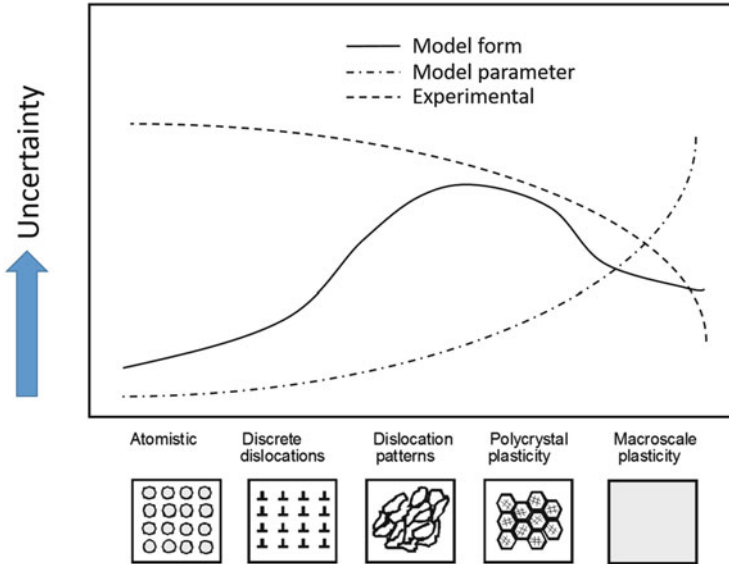 Uncertainty
Model form
Model parameter
Experimental
Atomistic
Discrete
dislocations
Dislocation
patterns
Polycrystal
plasticity
Macroscale
plasticity